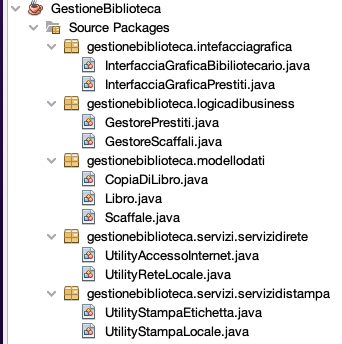 GestioneBiblioteca
Source Packages
gestionebiblioteca.intefacciagrafica
InterfacciaGraficaBibiliotecario.java
InterfacciaGraficaPrestiti.java
gestionebiblioteca.logicadibusiness
GestorePrestiti.java
GestoreScaffali.java
gestionebiblioteca.modellodati
CopiaDiLibro.java
Libro.java
Scaffale.java
gestionebiblioteca.servizi.servizidirete
UtilityAccessoInternet.java
UtilityReteLocale.java
gestionebiblioteca.servizi.servizidistampa
UtilityStampaEtichetta.java
UtilityStampaLocale.java